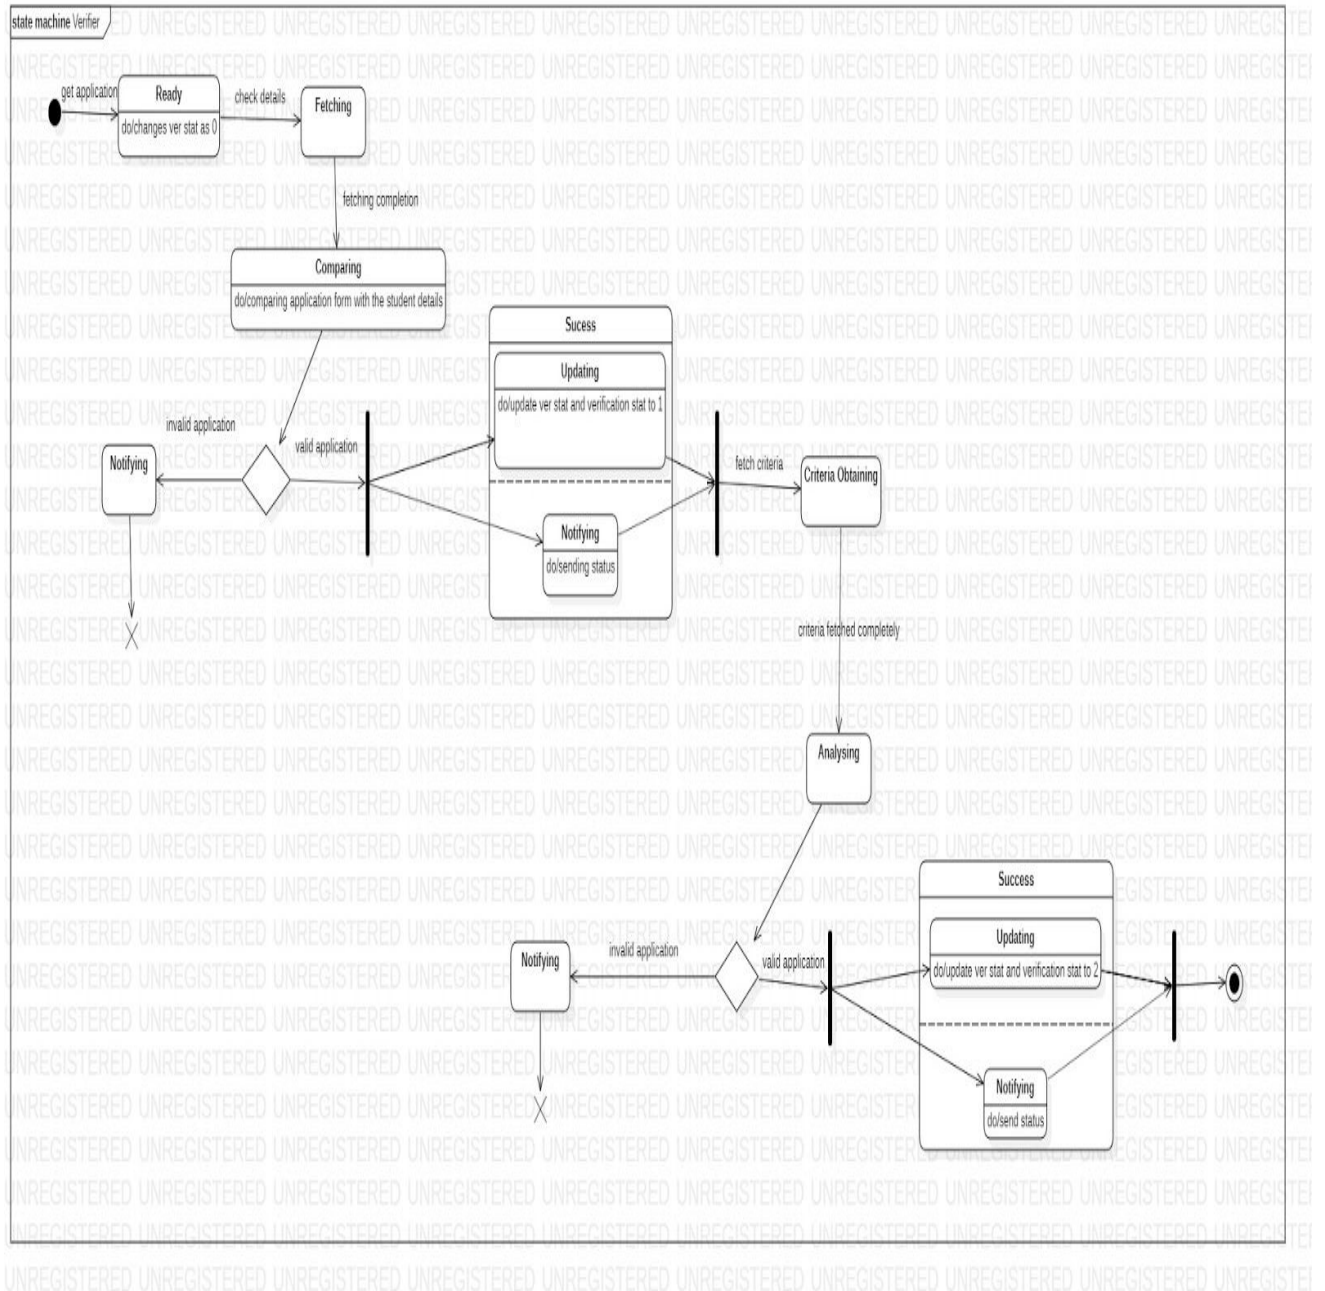 state machine Verifier
get application
Ready
do/changes ver stat as 0
check details
Fetching
fetching completion
Comparing
do/comparing application form with the student details
invalid application
valid application
Notifying
Sucess
Updating
do/update ver stat and verification stat to 1
Notifying
do/sending status
fetch criteria
Criteria Obtaining
criteria fetched completely
Analysing
invalid application
valid application
Notifying
Success
Updating
do/update ver stat and verification stat to 2
Notifying
do/send status
UNREGISTERED